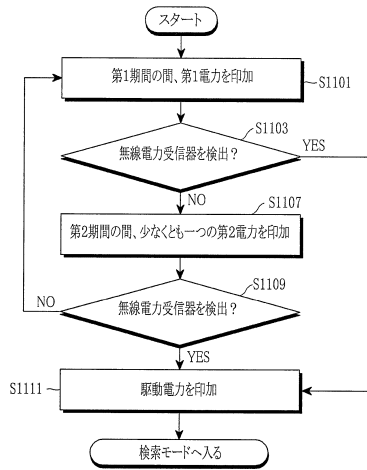 スタート
第1期間の間、第1電力を印加
S1101
S1103
無線電力受信器を検出?
YES
NO
S1107
第2期間の間、少なくとも一つの第2電力を印加
S1109
NO
無線電力受信器を検出?
YES
S1111
駆動電力を印加
検索モードへ入る